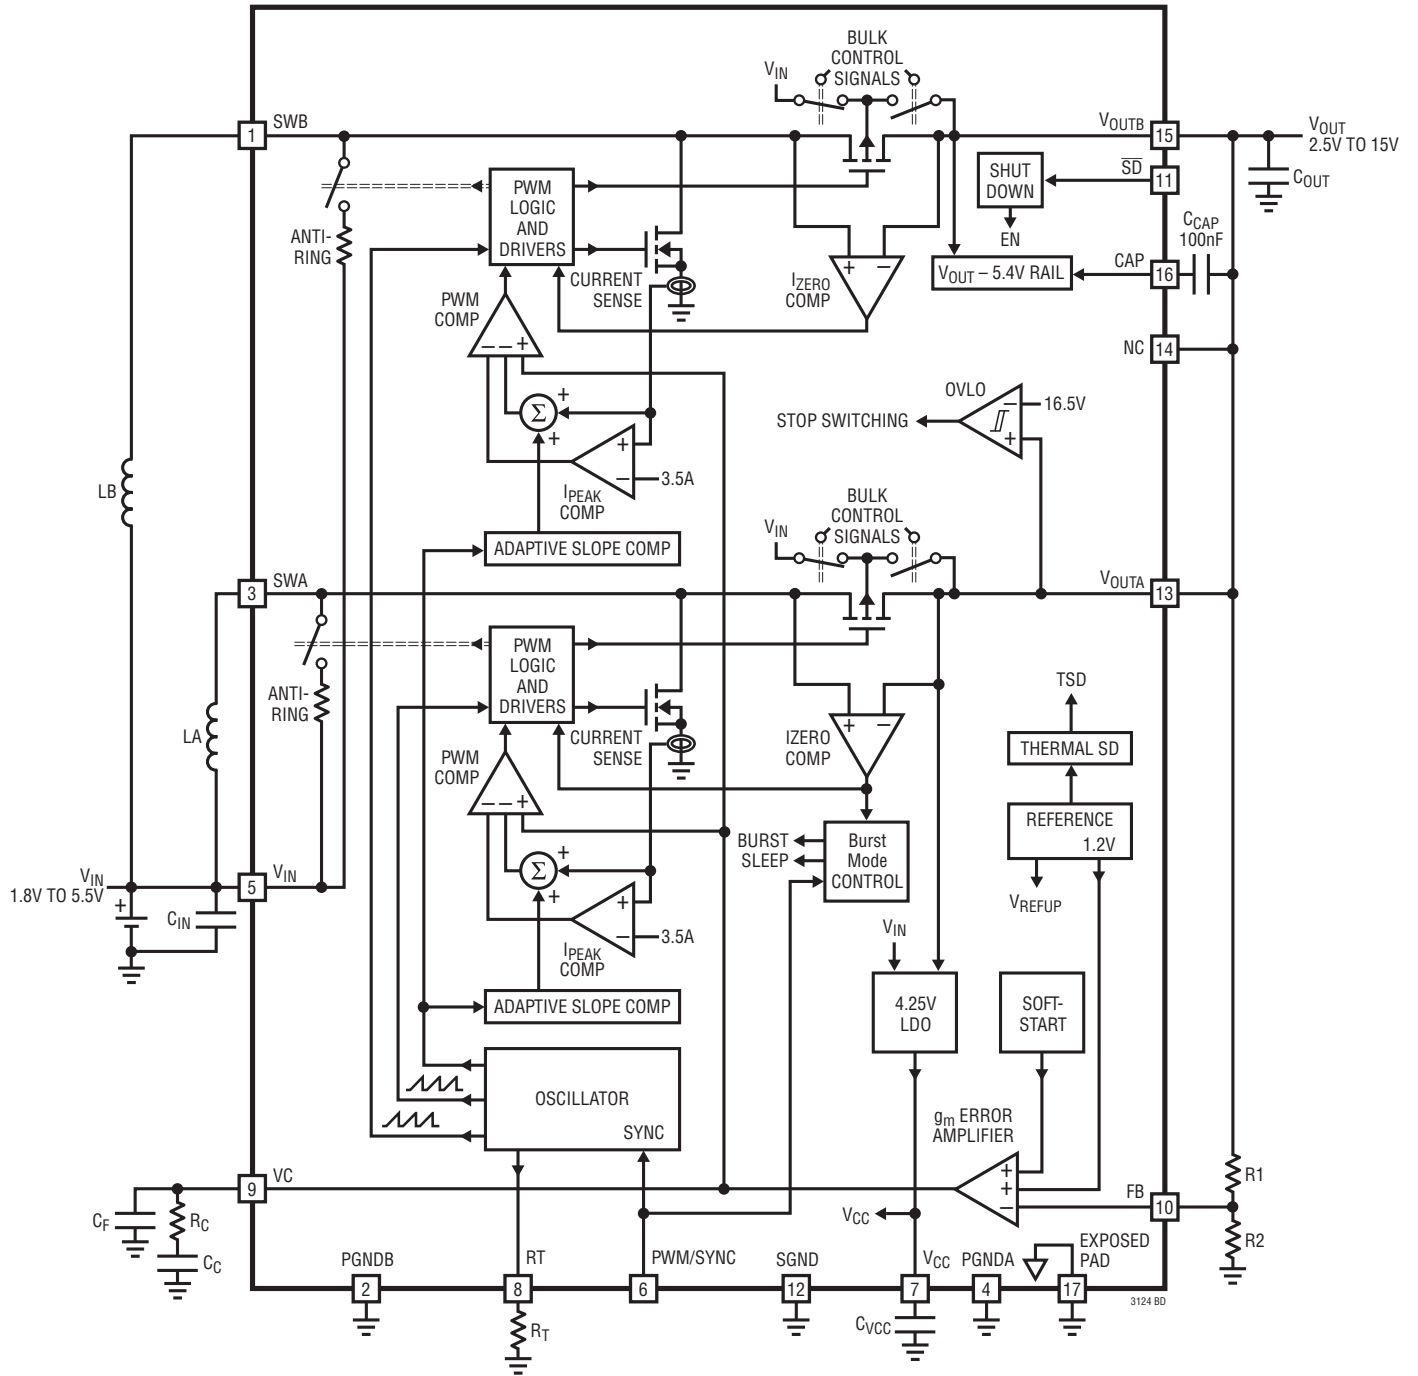 BULK
CONTROL
SIGNALS
VIN
1
SWB
VOUTB
15
VOUT
2.5V TO 15V
SHUT
DOWN
SD
11
COUT
EN
PWM
LOGIC
AND
DRIVERS
ANTI-
RING
CCAP
100nF
VOUT – 5.4V RAIL
CAP
16
CURRENT
SENSE
IZERO
COMP
+
–
PWM
COMP
– – +
NC
14
Σ
+
+
OVLO
–
+
16.5V
STOP SWITCHING
+
–
3.5A
IPEAK
COMP
LB
BULK
CONTROL
SIGNALS
VIN
ADAPTIVE SLOPE COMP
3
SWA
VOUTA
13
PWM
LOGIC
AND
DRIVERS
ANTI-
RING
LA
TSD
THERMAL SD
CURRENT
SENSE
IZERO
COMP
+
–
PWM
COMP
– – +
REFERENCE
1.2V
BURST
SLEEP
Burst
Mode
CONTROL
VREFUP
Σ
+
+
VIN
1.8V TO 5.5V
5
VIN
+
CIN
+
–
3.5A
IPEAK
COMP
VIN
4.25V
LDO
SOFT-
START
ADAPTIVE SLOPE COMP
OSCILLATOR
SYNC
gm ERROR
AMPLIFIER
+
+
–
9
VC
R1
FB
10
R2
CF
RC
CC
VCC
EXPOSED
PAD
PGNDB
2
RT
8
PWM/SYNC
6
SGND
12
VCC
7
PGNDA
4
17
3124 BD
RT
CVCC